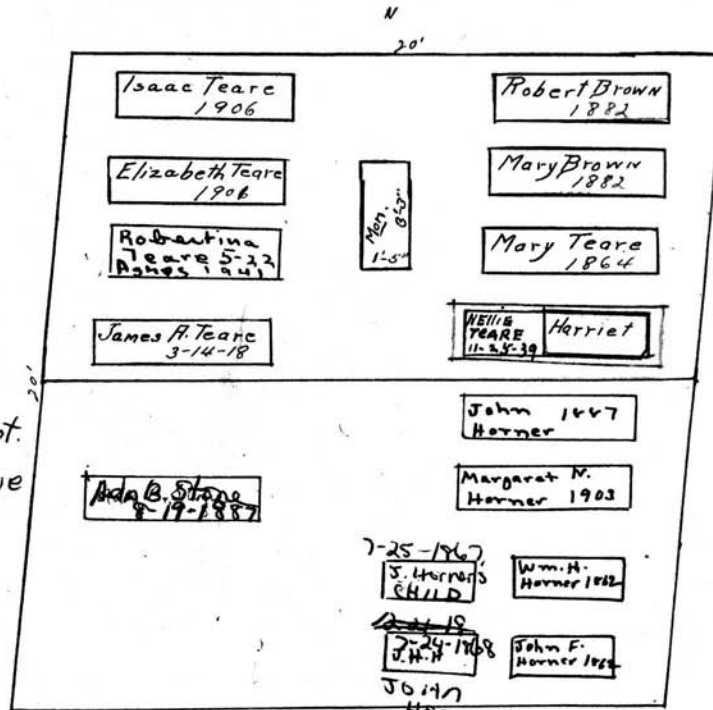 N
20'
Isaac Teare
1906
Robert Brown
1882
Elizabeth Teare
1906
Mary Brown
1882
Mon.
1'-5"
Robertina
Teare 5-22
Agnes 1941
Mary Teare
1864
James A. Teare
3-14-18
NELLIE
TEARE
11-25-39
Harriet
20'
John 1887
Horner
Ada B. Stone
8-19-1887
Margaret N.
Horner 1903
7-25-1867
J. Horner's
CHILD
Wm. H.
Horner 1862
7-24-1868
J. H. H
John F.
Horner
JOHN